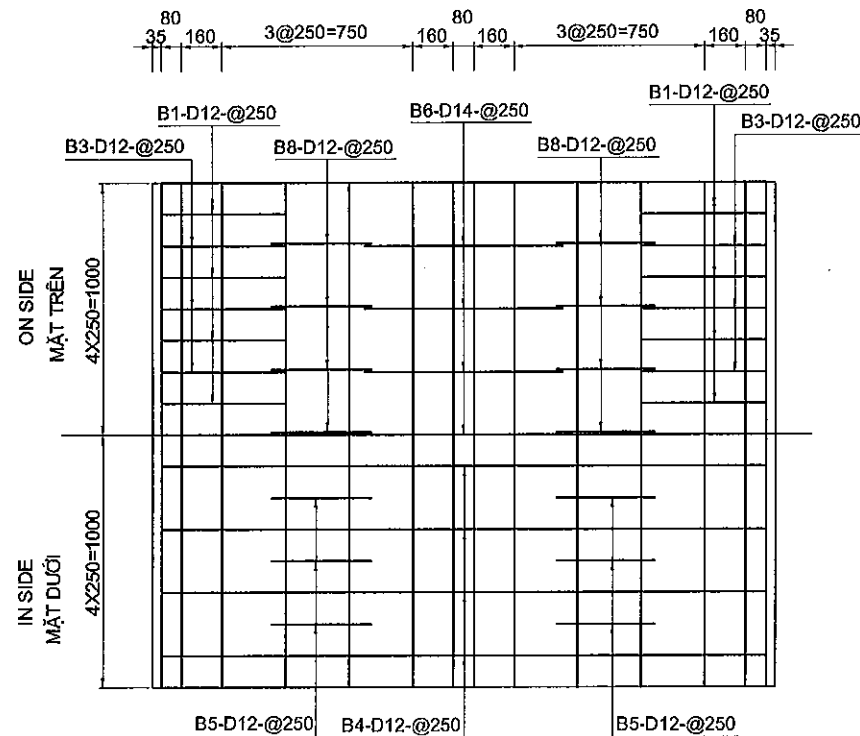 80 80 80
35 160 3@250=750 160 160 3@250=750 160 35
B1-D12-@250 B6-D14-@250 B1-D12-@250
B3-D12-@250 B8-D12-@250 B8-D12-@250 B3-D12-@250
ON SIDE
MẶT TRÊN
4X250=1000
IN SIDE
MẶT DƯỚI
4X250=1000
B5-D12-@250 B4-D12-@250 B5-D12-@250